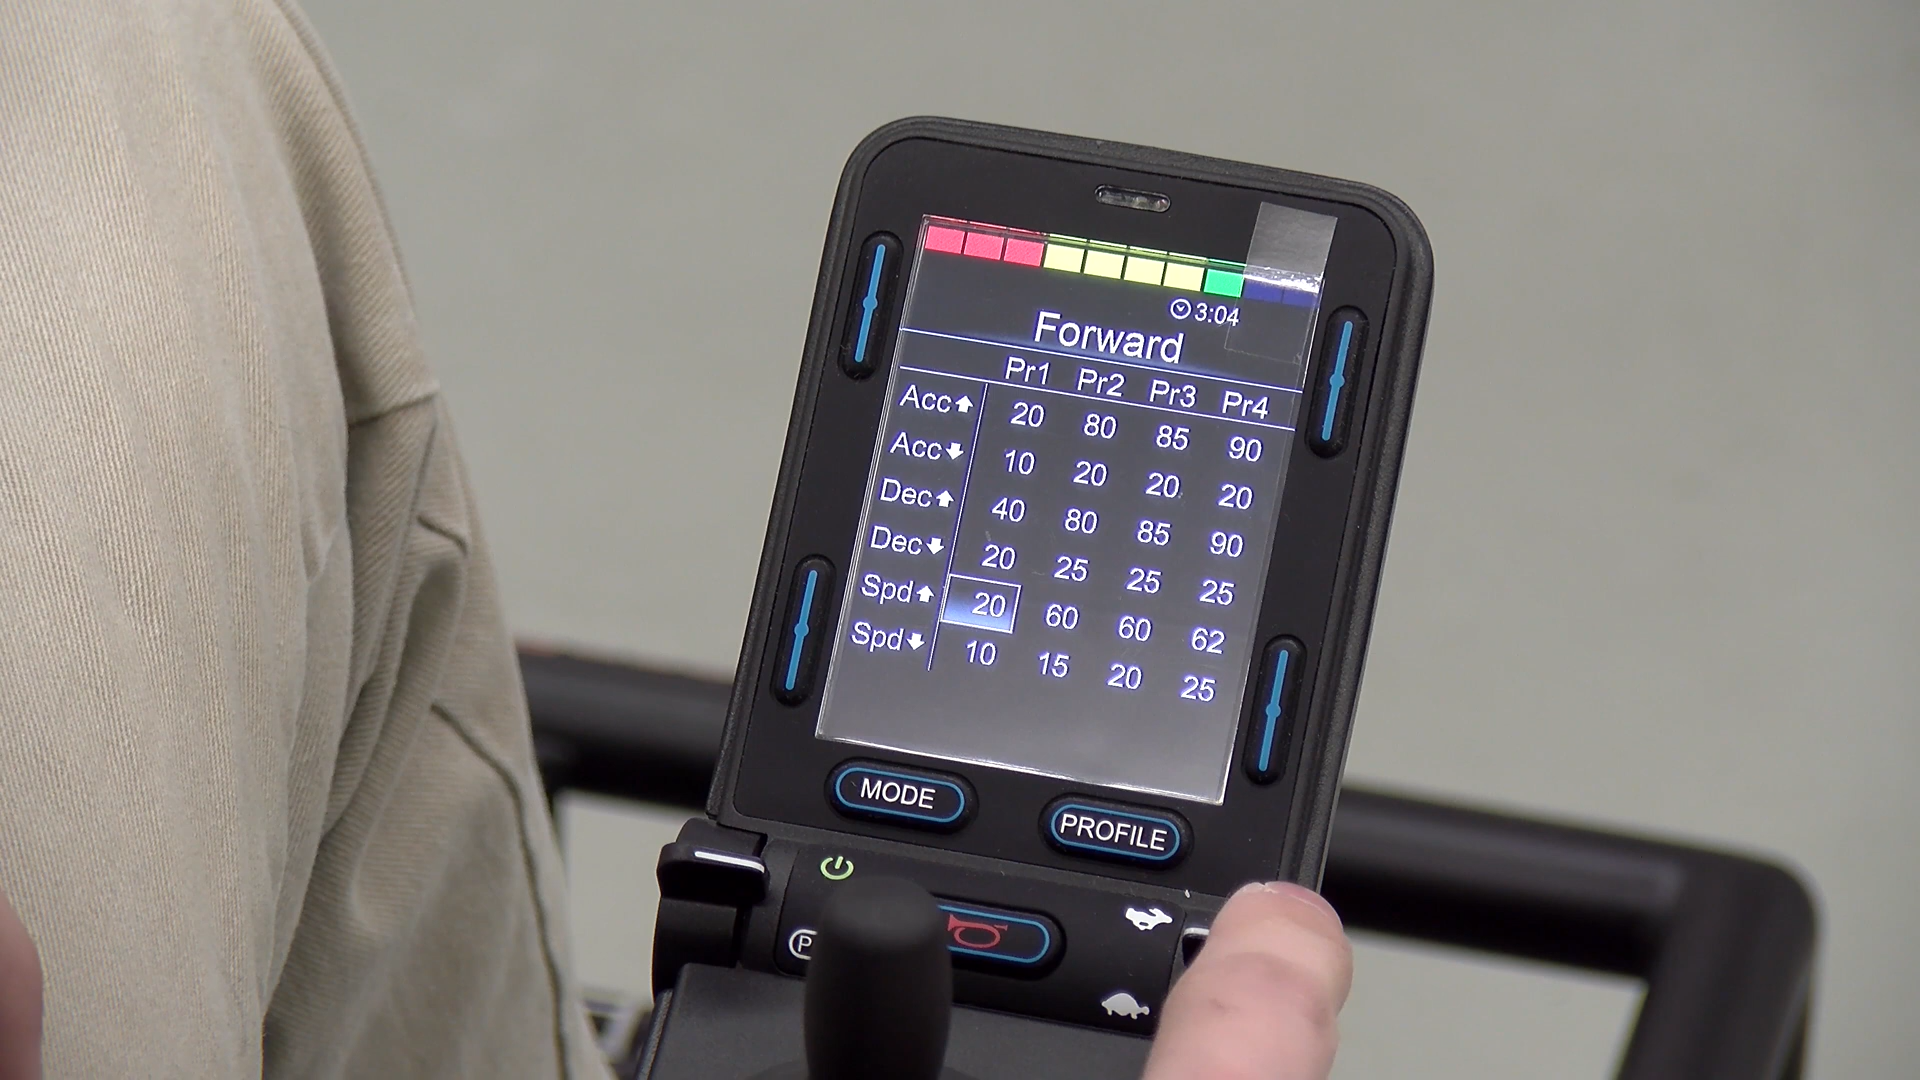 3:04
Forward
Pr1 Pr2 Pr3 Pr4
Acc 20 80 85 90
Acc 10 20 20 20
Dec 40 80 85 90
Dec 20 25 25 25
Spd 20 60 60 62
Spd 10 15 20 25
MODE PROFILE
P